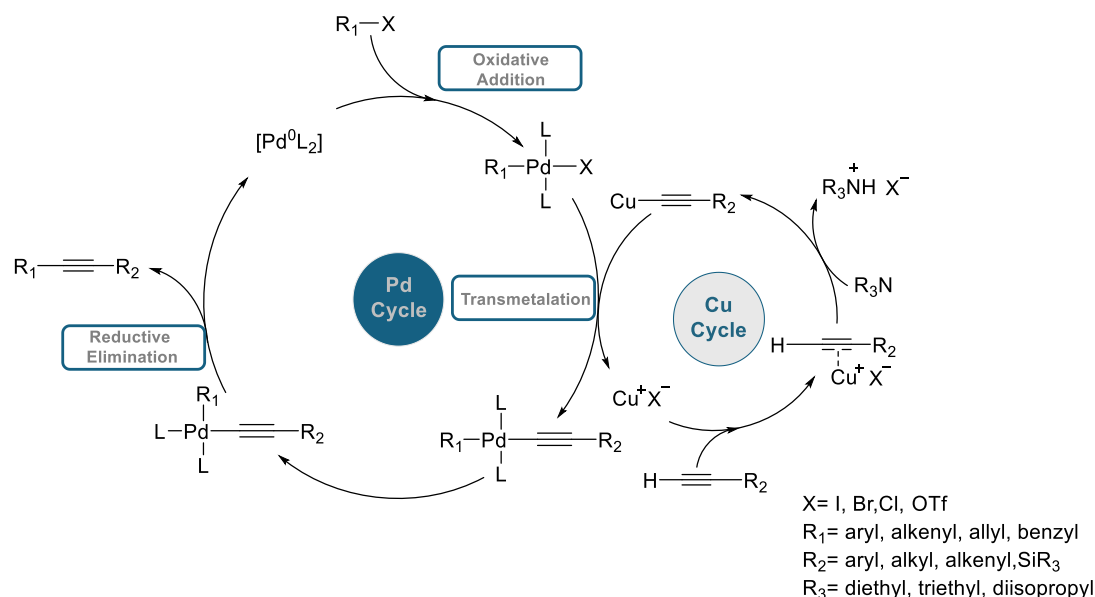 R₁–X
Oxidative
Addition
[Pd⁰L₂]
L
R₁–Pd–X
L
R₃NH⁺ X⁻
Cu–≡–R₂
R₃N
R₁–≡–R₂
Pd
Cycle
Transmetalation
Cu
Cycle
Reductive
Elimination
H–≡–R₂
Cu⁺X⁻
Cu⁺X⁻
R₁
L–Pd–≡–R₂
L
L
R₁–Pd–≡–R₂
L
H–≡–R₂
X= I, Br,Cl, OTf
R₁= aryl, alkenyl, allyl, benzyl
R₂= aryl, alkyl, alkenyl,SiR₃
R₃= diethyl, triethyl, diisopropyl